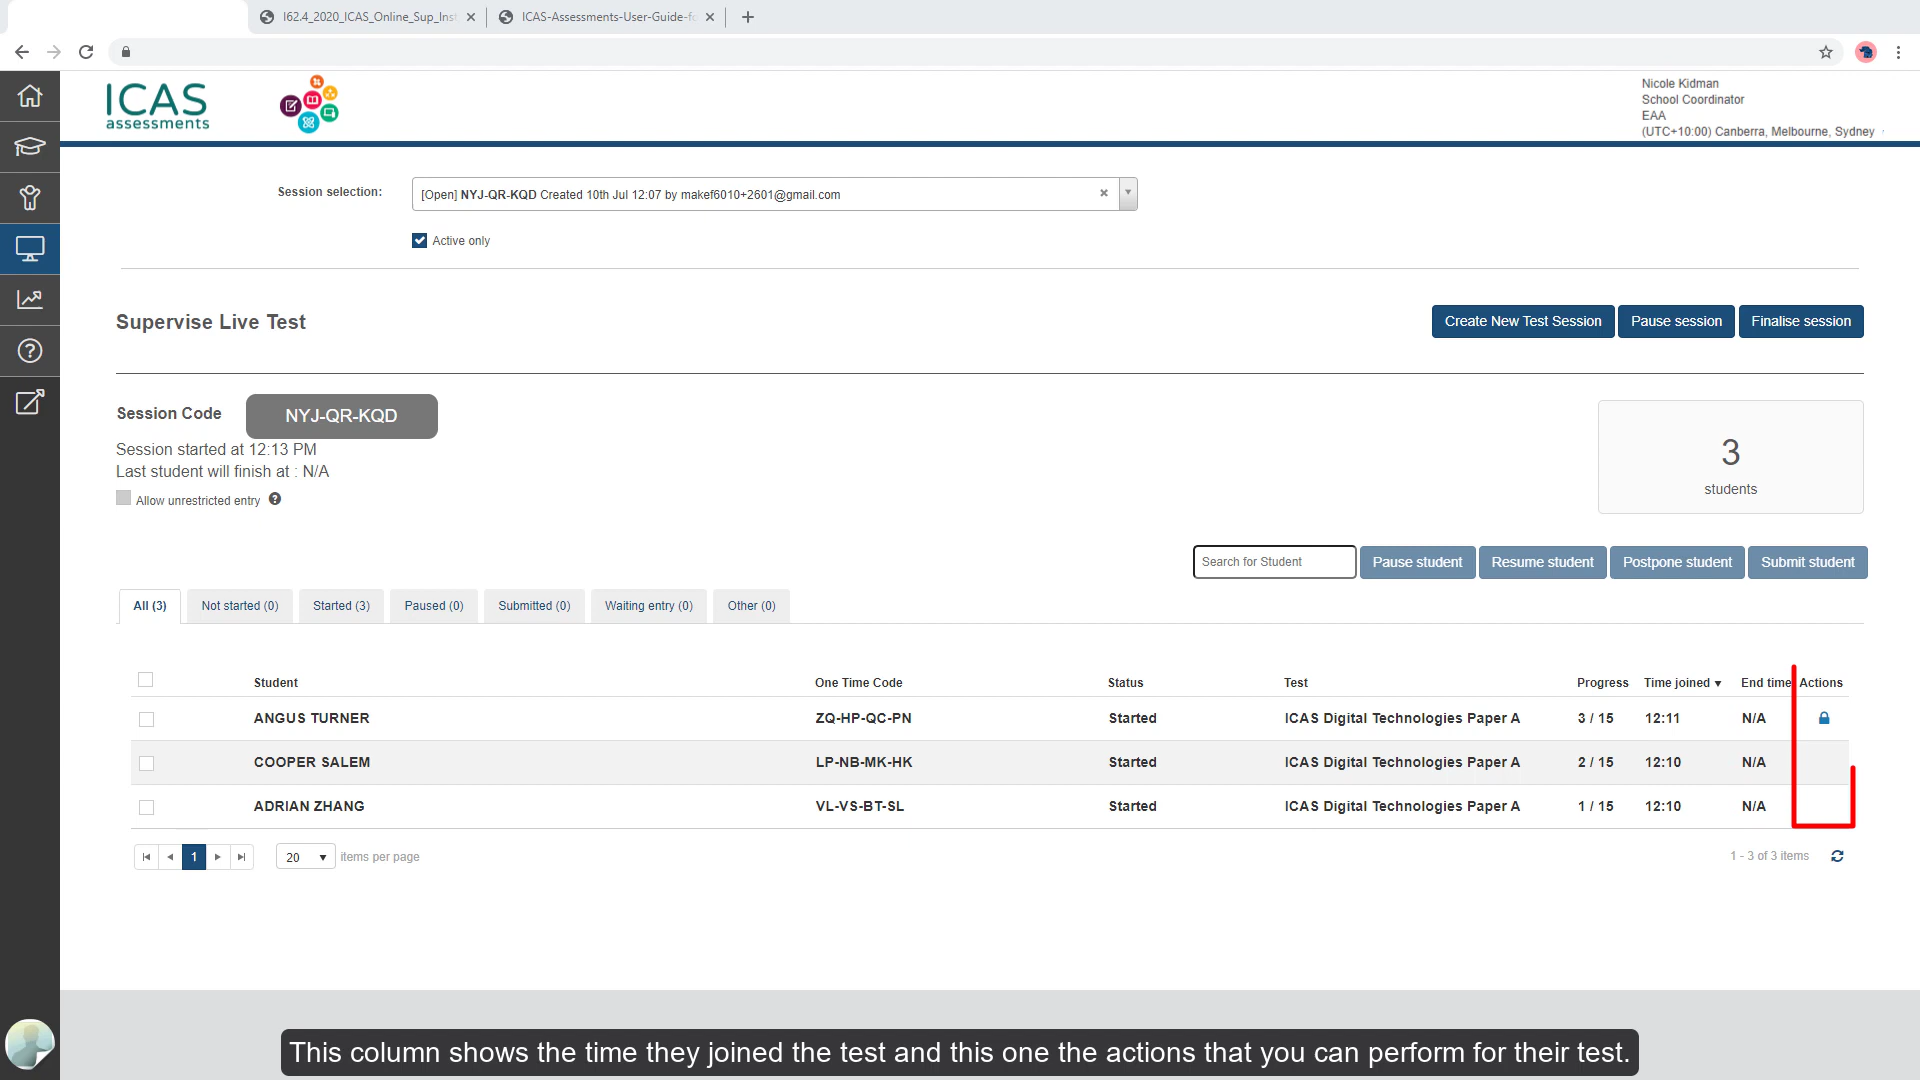 I62.4_2020_ICAS_Online_Sup_Inst
ICAS-Assessments-User-Guide-fo
ICAS
assessments
Nicole Kidman
School Coordinator
EAA
(UTC+10:00) Canberra, Melbourne, Sydney
Session selection:
[Open] NYJ-QR-KQD Created 10th Jul 12:07 by makef6010+2601@gmail.com
Active only
Supervise Live Test
Create New Test Session
Pause session
Finalise session
Session Code
NYJ-QR-KQD
Session started at 12:13 PM
Last student will finish at : N/A
Allow unrestricted entry
3
students
Search for Student
Pause student
Resume student
Postpone student
Submit student
All (3)
Not started (0)
Started (3)
Paused (0)
Submitted (0)
Waiting entry (0)
Other (0)
Student One Time Code Status Test Progress Time joined End time Actions
ANGUS TURNER ZQ-HP-QC-PN Started ICAS Digital Technologies Paper A 3 / 15 12:11 N/A
COOPER SALEM LP-NB-MK-HK Started ICAS Digital Technologies Paper A 2 / 15 12:10 N/A
ADRIAN ZHANG VL-VS-BT-SL Started ICAS Digital Technologies Paper A 1 / 15 12:10 N/A
1
20
items per page
1 - 3 of 3 items
This column shows the time they joined the test and this one the actions that you can perform for their test.